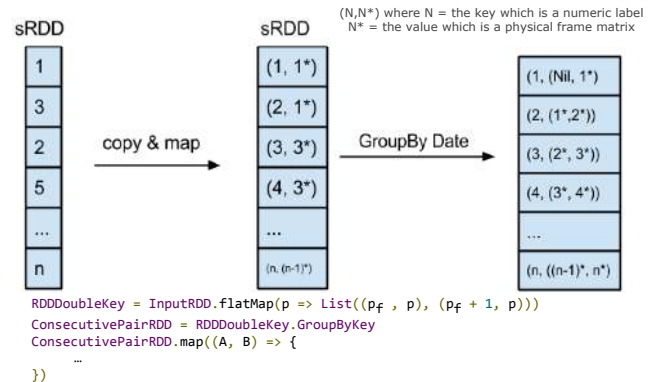 (N,N*) where N = the key which is a numeric label
N* = the value which is a physical frame matrix
sRDD
1
3
2
5
...
n
copy & map
sRDD
(1, 1*)
(2, 1*)
(3, 3*)
(4, 3*)
...
(n, (n-1)*)
GroupBy Date
(1, (Nil, 1*)
(2, (1*,2*))
(3, (2*, 3*))
(4, (3*, 4*))
...
(n, ((n-1)*, n*)
RDDDoubleKey = InputRDD.flatMap(p => List((pf , p), (pf + 1, p)))
ConsecutivePairRDD = RDDDoubleKey.GroupByKey
ConsecutivePairRDD.map((A, B) => {
…
})